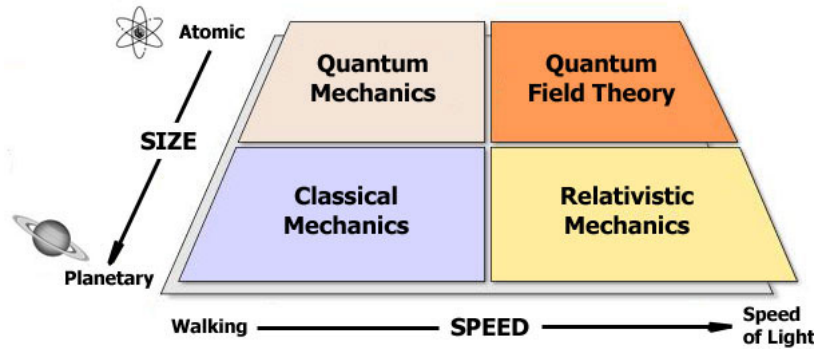 Atomic
Quantum
Mechanics
Quantum
Field Theory
SIZE
Classical
Mechanics
Relativistic
Mechanics
Planetary
Walking
SPEED
Speed
of Light